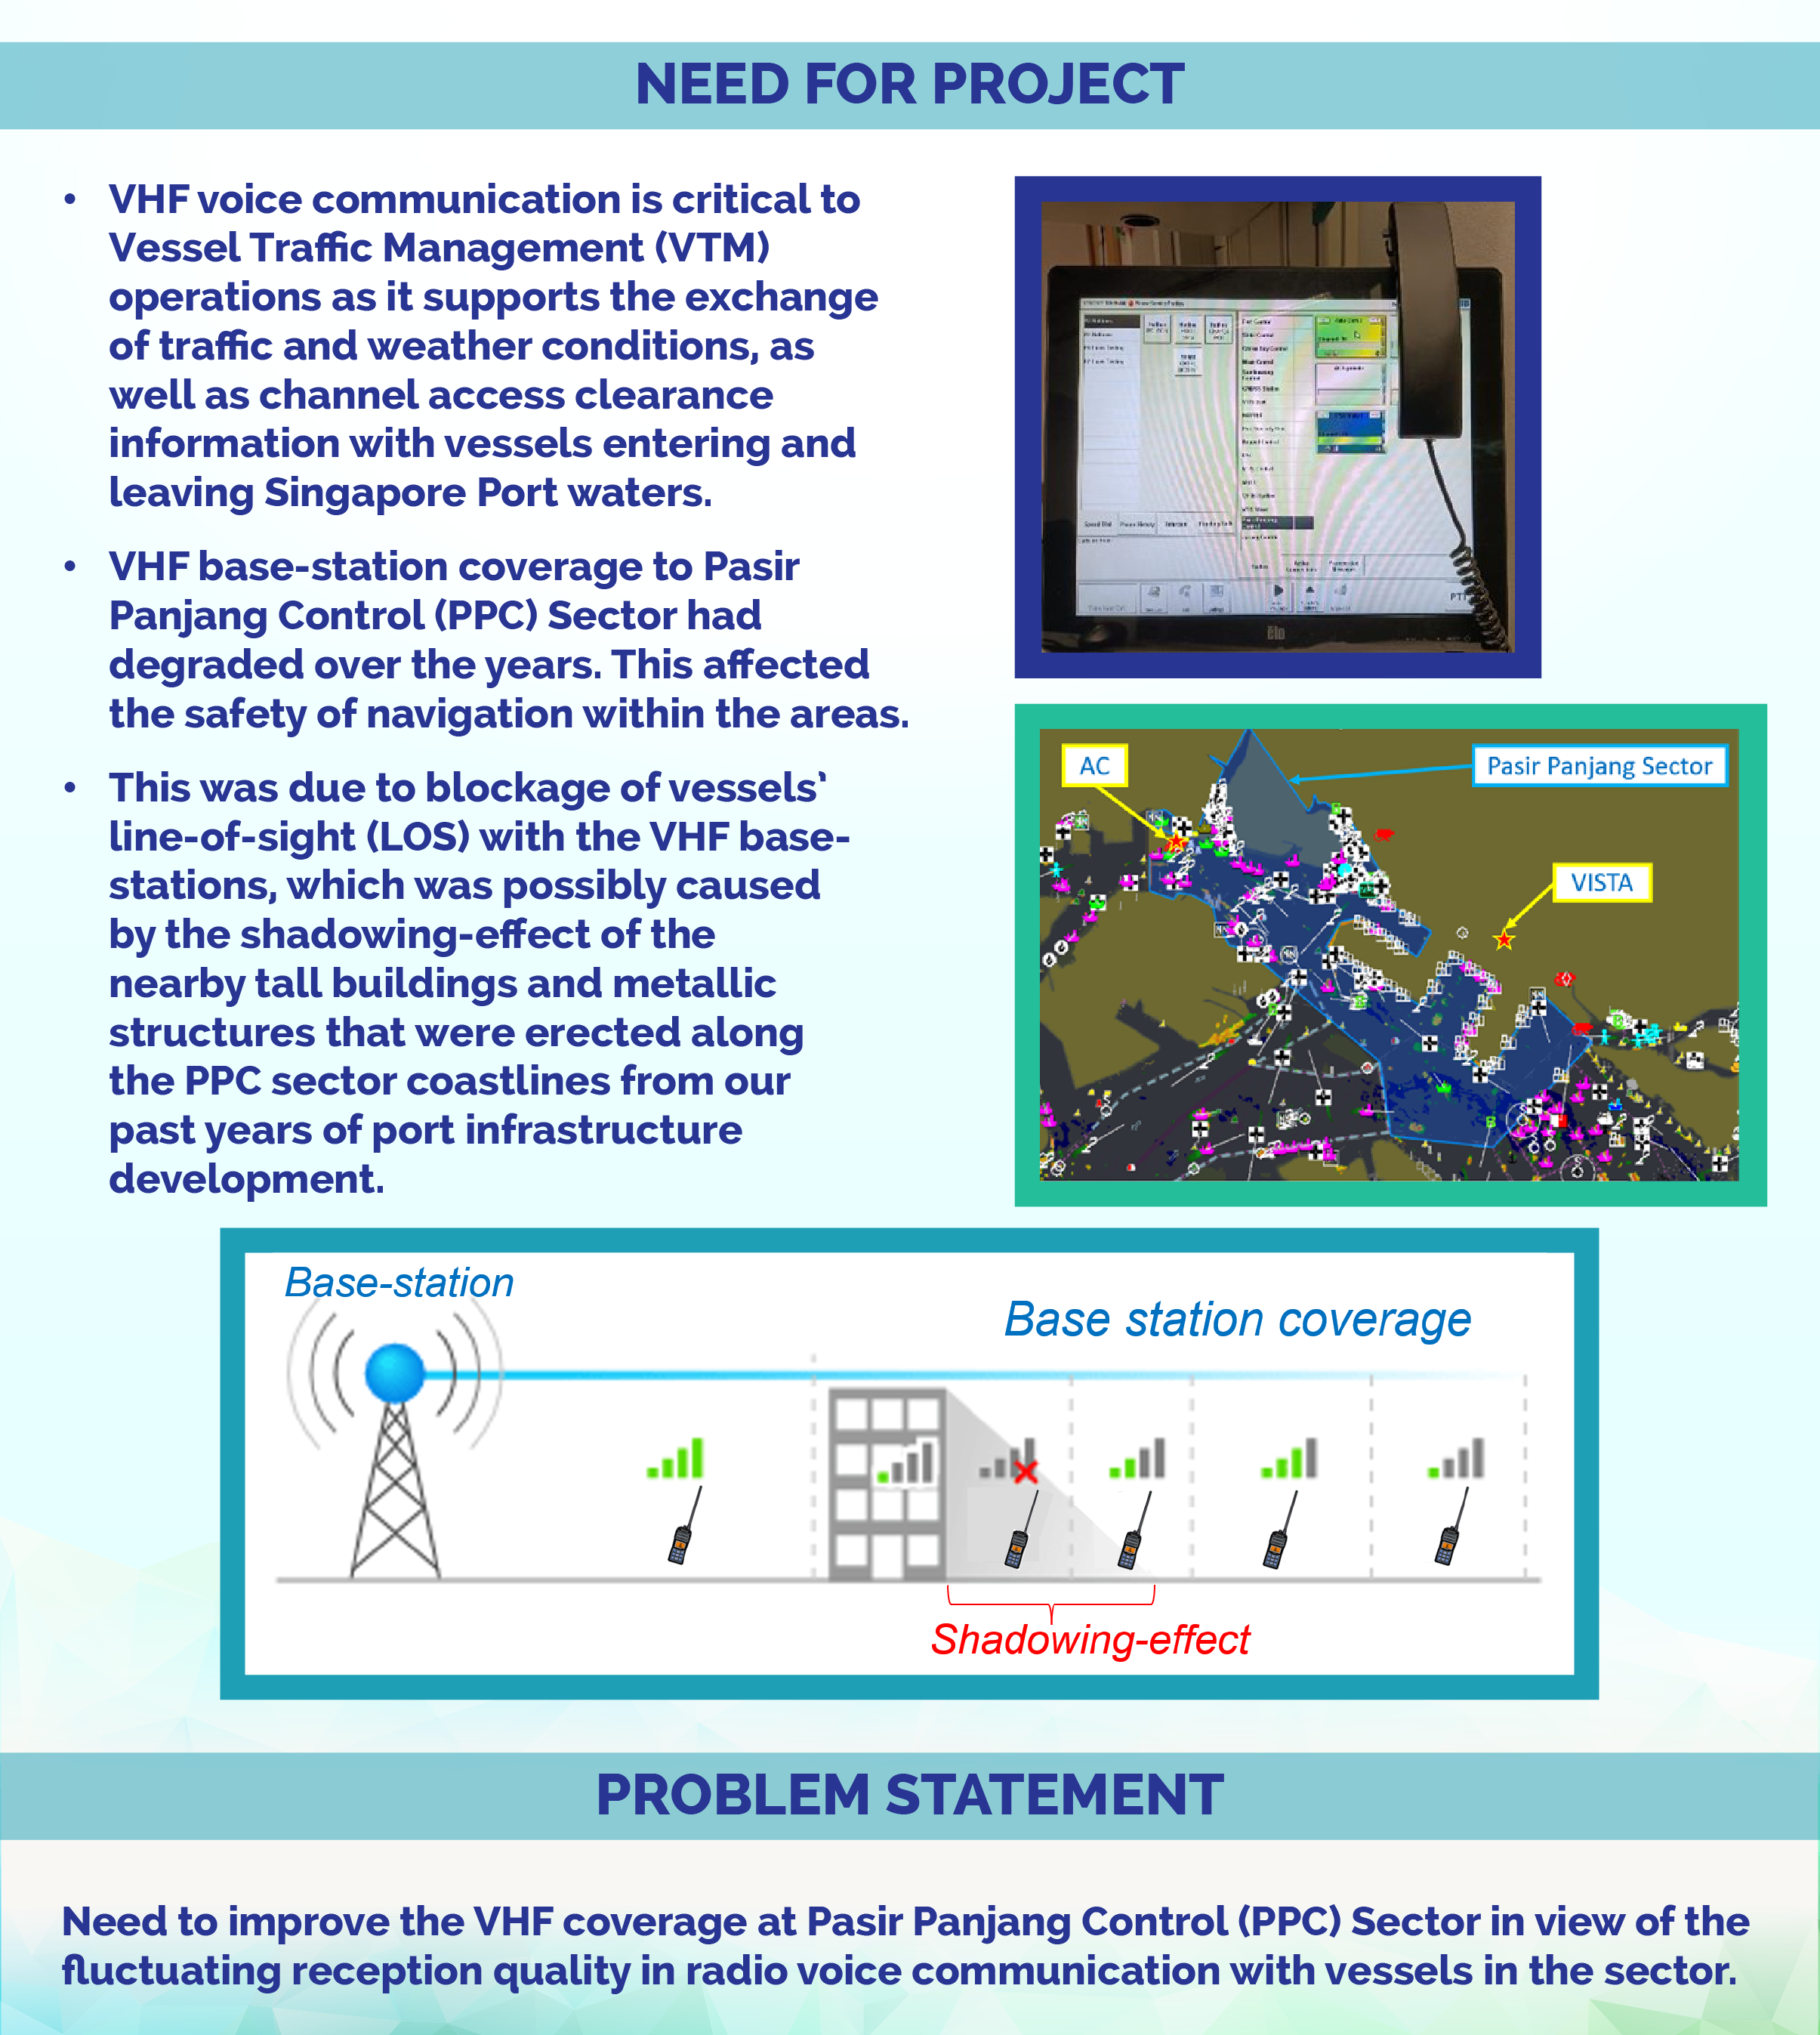 NEED FOR PROJECT
• VHF voice communication is critical to
Vessel Traffic Management (VTM)
operations as it supports the exchange
of traffic and weather conditions, as
well as channel access clearance
information with vessels entering and
leaving Singapore Port waters.
• VHF base-station coverage to Pasir
Panjang Control (PPC) Sector had
degraded over the years. This affected
the safety of navigation within the areas.
• This was due to blockage of vessels‛
line-of-sight (LOS) with the VHF base-
stations, which was possibly caused
by the shadowing-effect of the
nearby tall buildings and metallic
structures that were erected along
the PPC sector coastlines from our
past years of port infrastructure
development.
elo
AC
Pasir Panjang Sector
VISTA
Base-station
Base station coverage
Shadowing-effect
PROBLEM STATEMENT
Need to improve the VHF coverage at Pasir Panjang Control (PPC) Sector in view of the
fluctuating reception quality in radio voice communication with vessels in the sector.